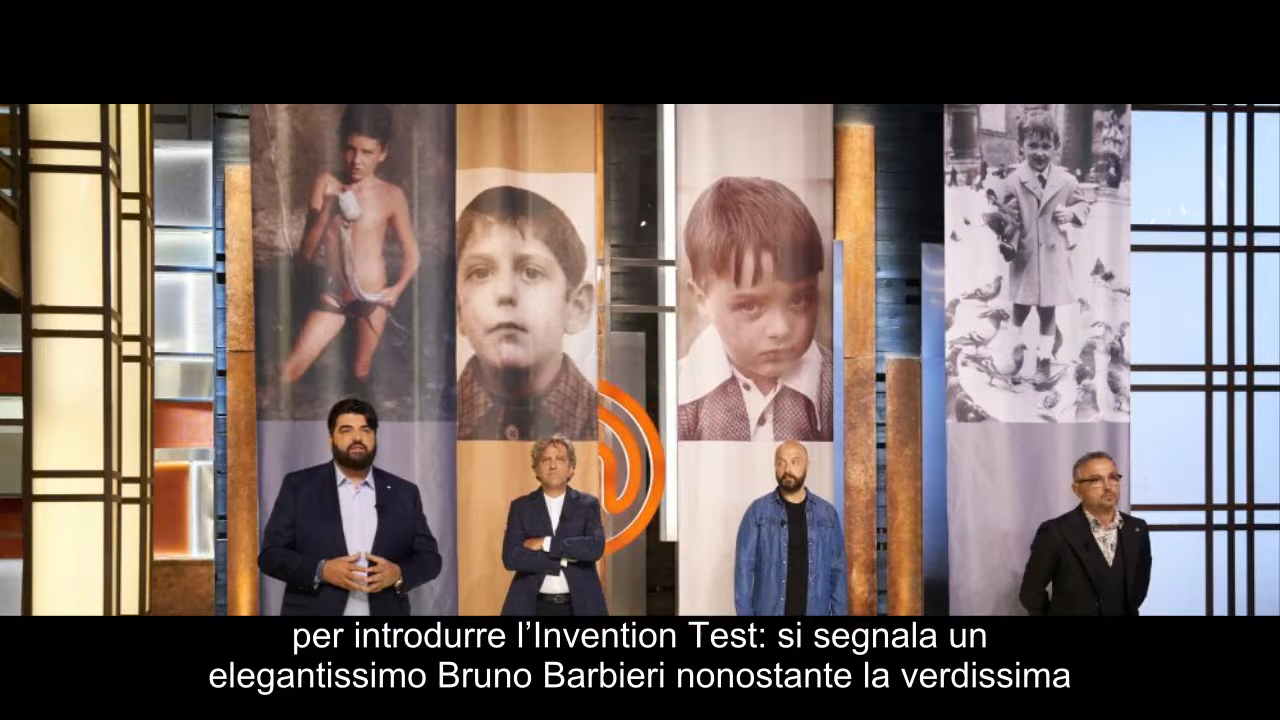 per introdurre l’Invention Test: si segnala un
elegantissimo Bruno Barbieri nonostante la verdissima